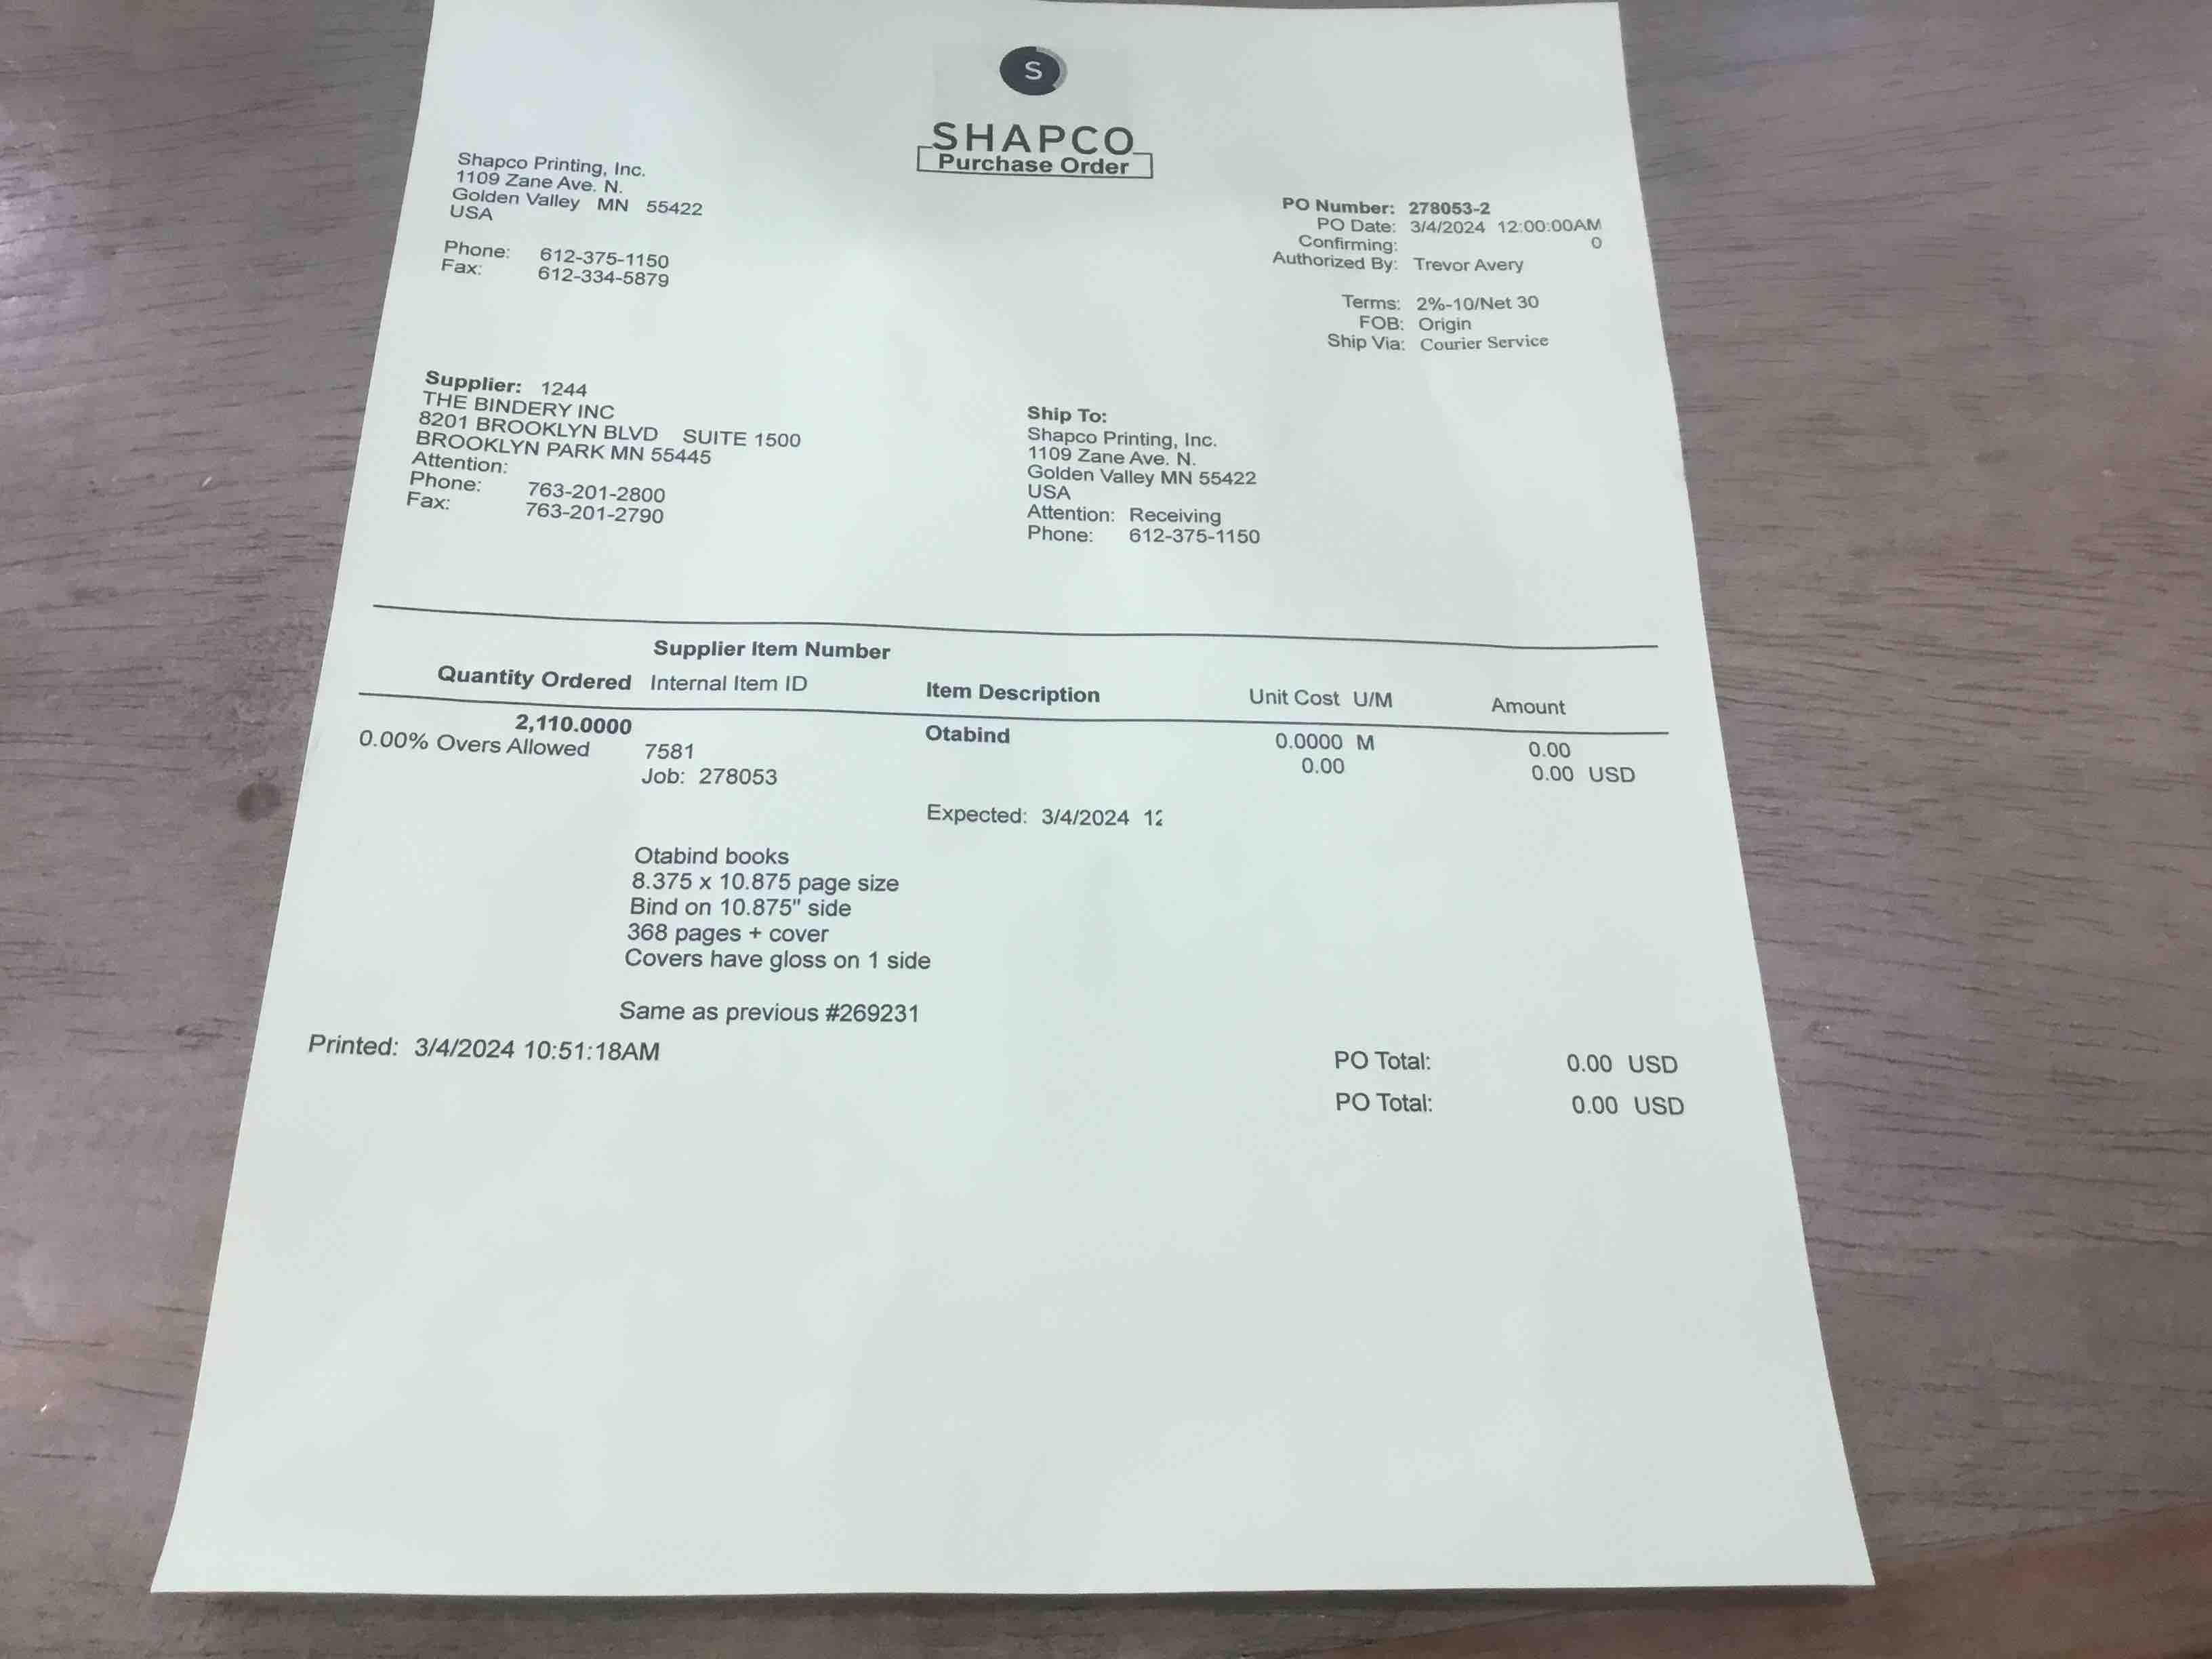 S
SHAPCO
Purchase Order
Shapco Printing, Inc.
1109 Zane Ave. N.
Golden Valley MN 55422
USA
Phone: 612-375-1150
Fax: 612-334-5879
PO Number: 278053-2
PO Date: 3/4/2024 12:00:00AM
Confirming: 0
Authorized By: Trevor Avery
Terms: 2%-10/Net 30
FOB: Origin
Ship Via: Courier Service
Supplier: 1244
THE BINDERY INC
8201 BROOKLYN BLVD SUITE 1500
BROOKLYN PARK MN 55445
Attention:
Phone: 763-201-2800
Fax: 763-201-2790
Ship To:
Shapco Printing, Inc.
1109 Zane Ave. N.
Golden Valley MN 55422
USA
Attention: Receiving
Phone: 612-375-1150
Supplier Item Number
Quantity Ordered Internal Item ID Item Description Unit Cost U/M Amount
2,110.0000 Otabind 0.0000 M 0.00
0.00% Overs Allowed 7581 0.00 0.00 USD
Job: 278053
Expected: 3/4/2024 12
Otabind books
8.375 x 10.875 page size
Bind on 10.875" side
368 pages + cover
Covers have gloss on 1 side
Same as previous #269231
Printed: 3/4/2024 10:51:18AM
PO Total: 0.00 USD
PO Total: 0.00 USD